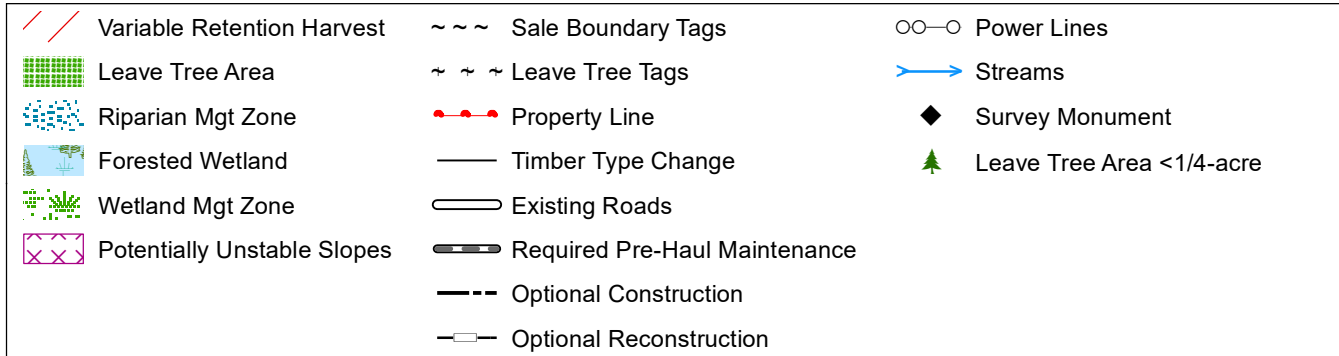 Variable Retention Harvest
Leave Tree Area
Riparian Mgt Zone
Forested Wetland
Wetland Mgt Zone
Potentially Unstable Slopes
Sale Boundary Tags
Leave Tree Tags
Property Line
Timber Type Change
Existing Roads
Required Pre-Haul Maintenance
Optional Construction
Optional Reconstruction
Power Lines
Streams
Survey Monument
Leave Tree Area <1/4-acre